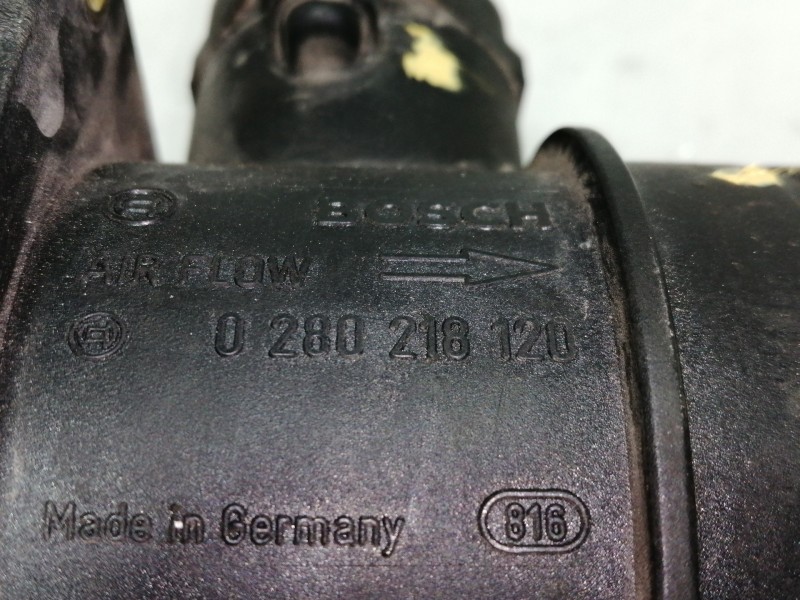 BOSCH
AIR FLOW
0 280 218 120
Made in Germany 816